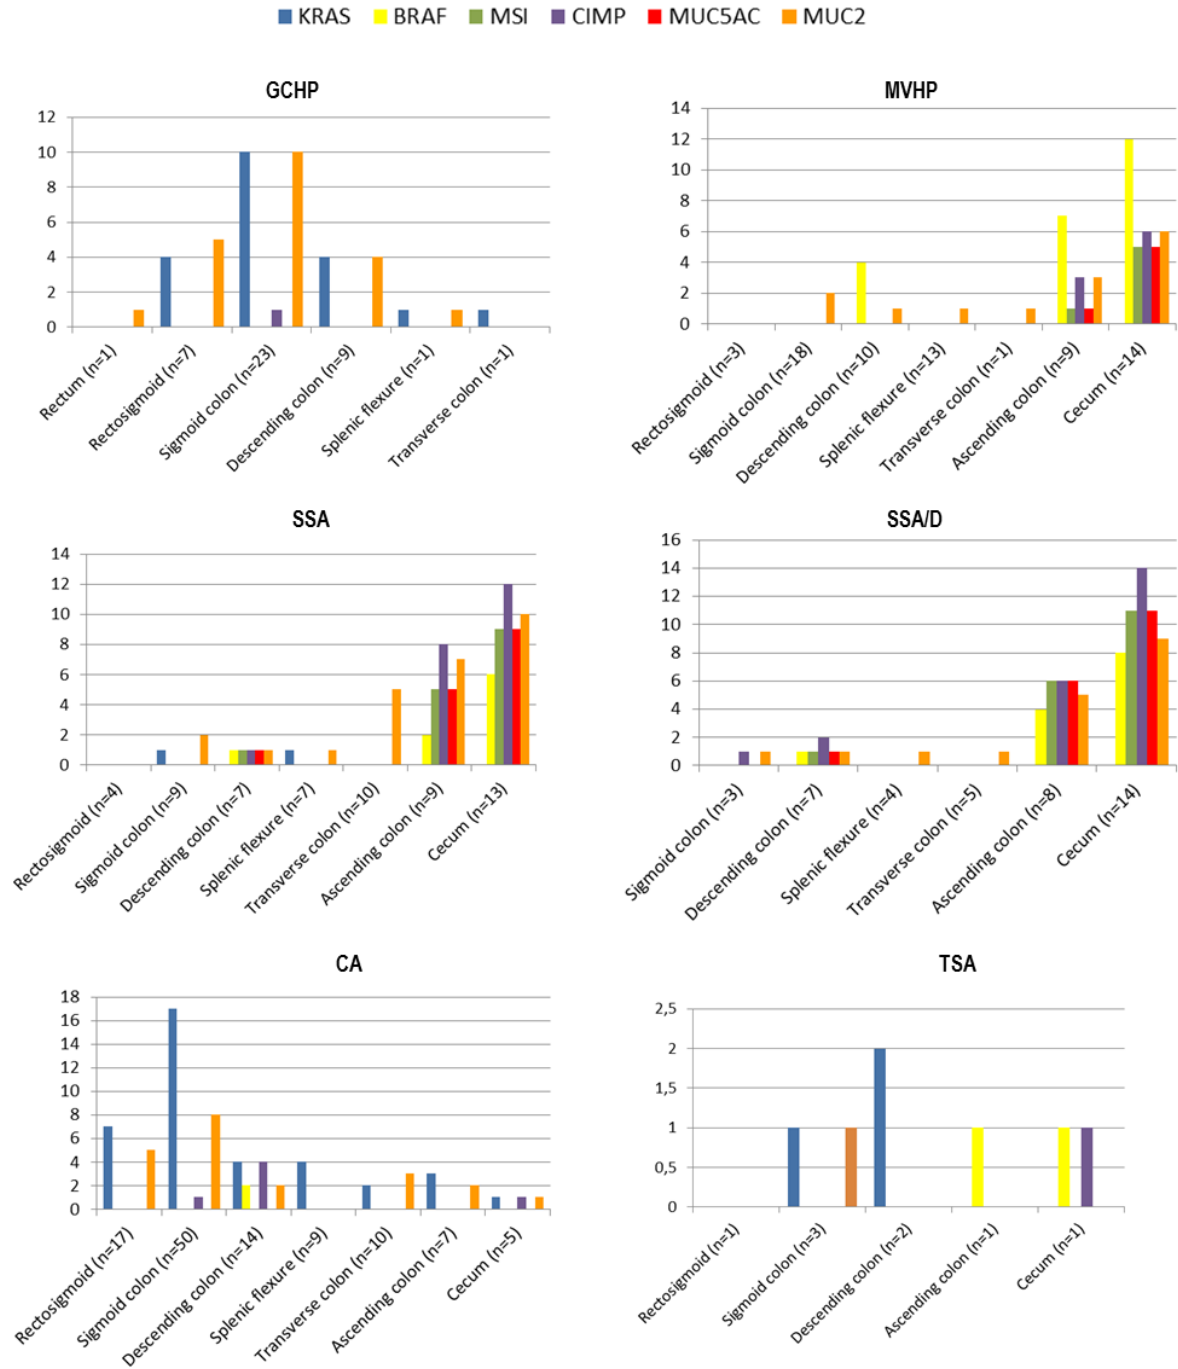 KRAS BRAF MSI CIMP MUC5AC MUC2
GCHP
12
10
8
6
4
2
0
Rectum (n=1)
Rectosigmoid (n=7)
Sigmoid colon (n=23)
Descending colon (n=9)
Splenic flexure (n=1)
Transverse colon (n=1)
MVHP
14
12
10
8
6
4
2
0
Rectosigmoid (n=3)
Sigmoid colon (n=18)
Descending colon (n=10)
Splenic flexure (n=13)
Transverse colon (n=1)
Ascending colon (n=9)
Cecum (n=14)
SSA
14
12
10
8
6
4
2
0
Rectosigmoid (n=4)
Sigmoid colon (n=9)
Descending colon (n=7)
Splenic flexure (n=7)
Transverse colon (n=10)
Ascending colon (n=9)
Cecum (n=13)
SSA/D
16
14
12
10
8
6
4
2
0
Sigmoid colon (n=3)
Descending colon (n=7)
Splenic flexure (n=4)
Transverse colon (n=5)
Ascending colon (n=8)
Cecum (n=14)
CA
18
16
14
12
10
8
6
4
2
0
Rectosigmoid (n=17)
Sigmoid colon (n=50)
Descending colon (n=14)
Splenic flexure (n=9)
Transverse colon (n=10)
Ascending colon (n=7)
Cecum (n=5)
TSA
2,5
2
1,5
1
0,5
0
Rectosigmoid (n=1)
Sigmoid colon (n=3)
Descending colon (n=2)
Ascending colon (n=1)
Cecum (n=1)